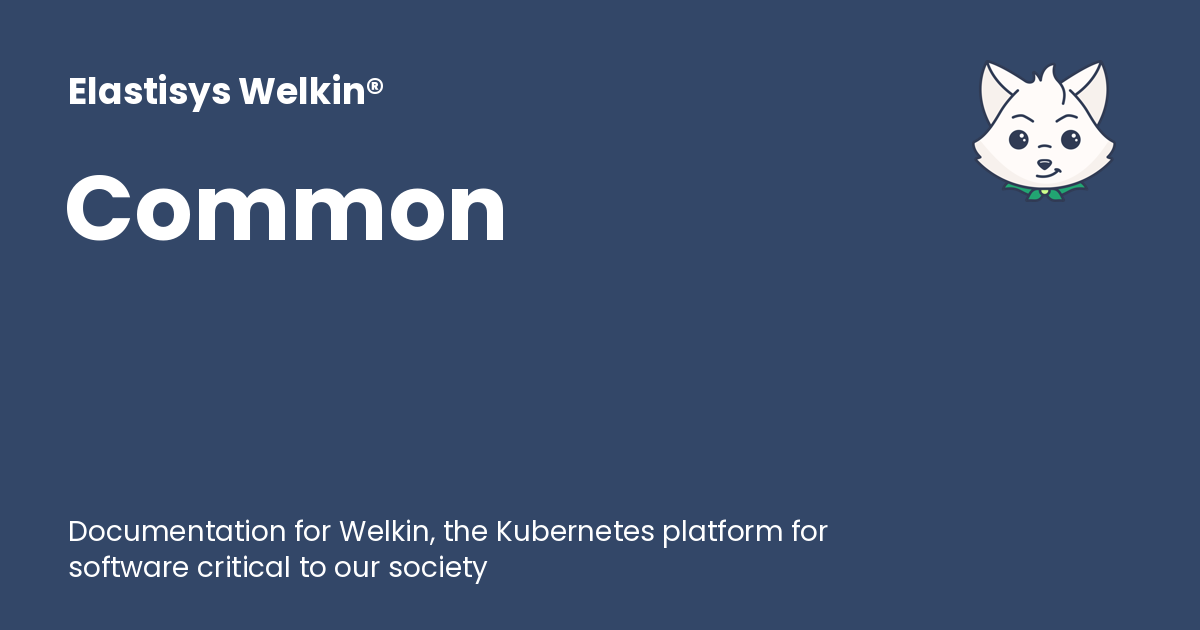 Elastisys Welkin®
Common
Documentation for Welkin, the Kubernetes platform for
software critical to our society